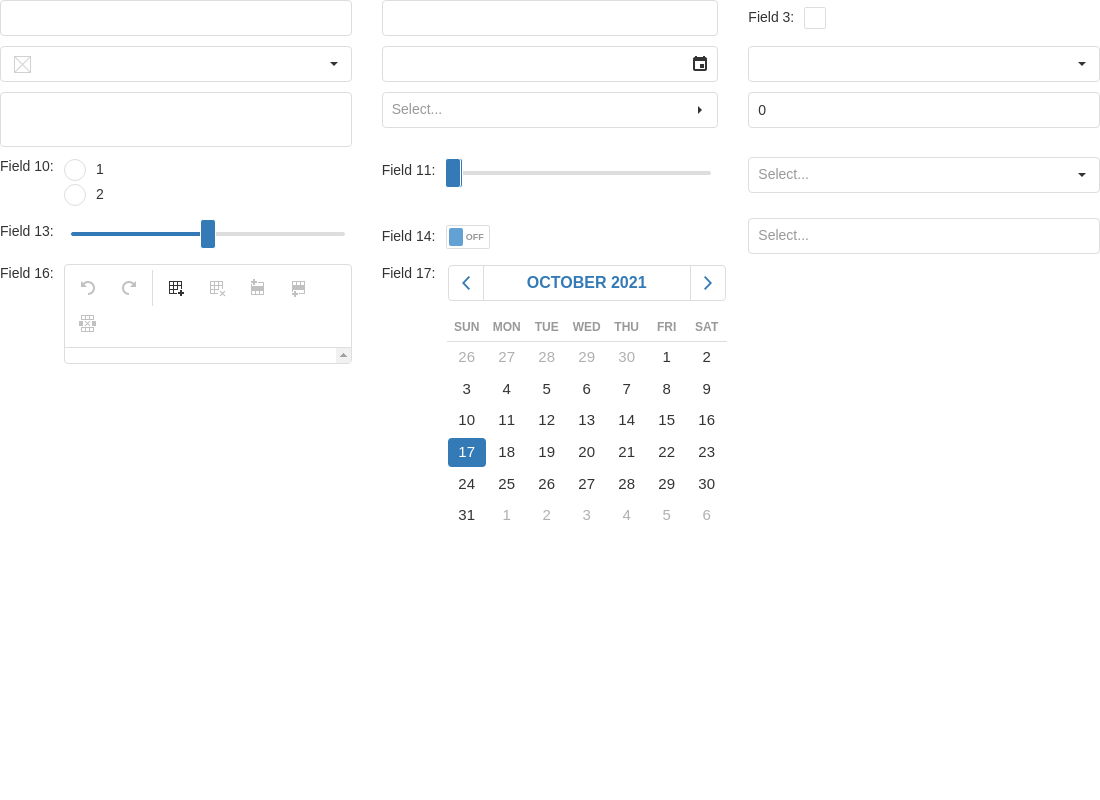 Field 3:
Select...
0
Field 10:
1
2
Field 11:
Select...
Field 13:
Field 14:
OFF
Select...
Field 16:
Field 17:
OCTOBER 2021
SUN MON TUE WED THU FRI SAT
26 27 28 29 30 1 2
3 4 5 6 7 8 9
10 11 12 13 14 15 16
17 18 19 20 21 22 23
24 25 26 27 28 29 30
31 1 2 3 4 5 6